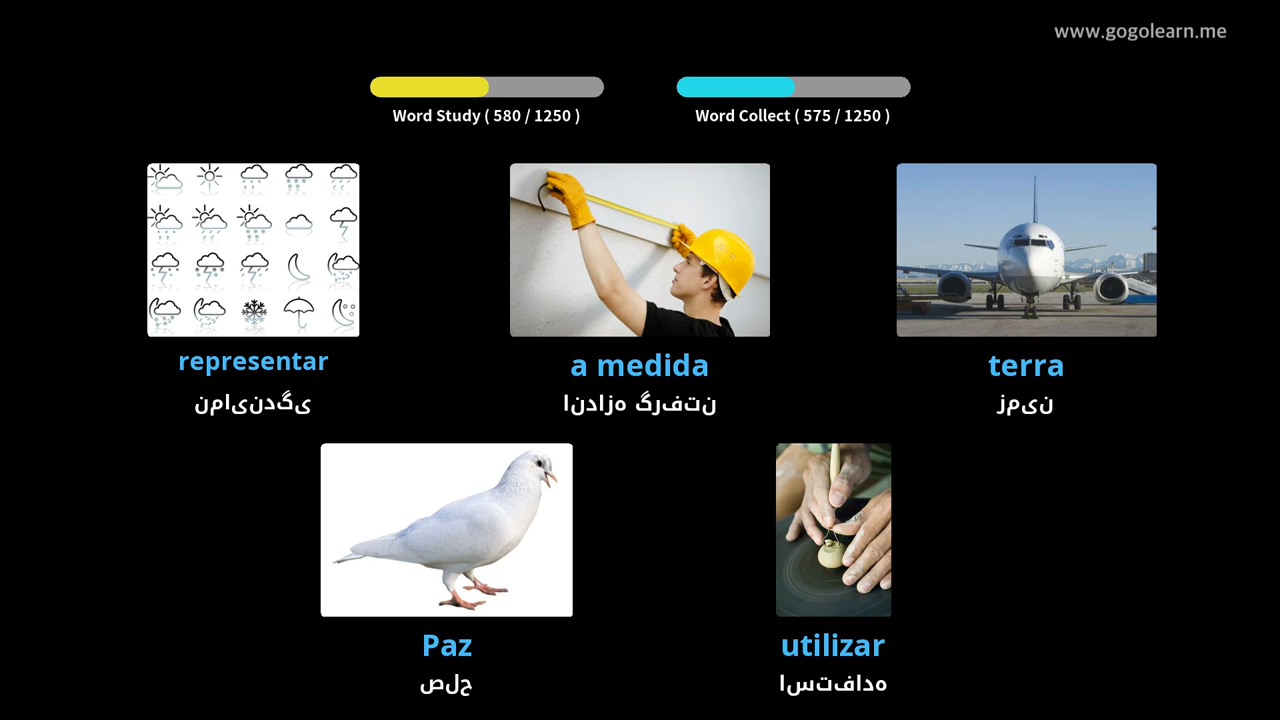 www.gogolearn.me
Word Study ( 580 / 1250 )
Word Collect ( 575 / 1250 )
representar
نمایندگی
a medida
اندازه گرفتن
terra
زمین
Paz
صلح
utilizar
استفاده